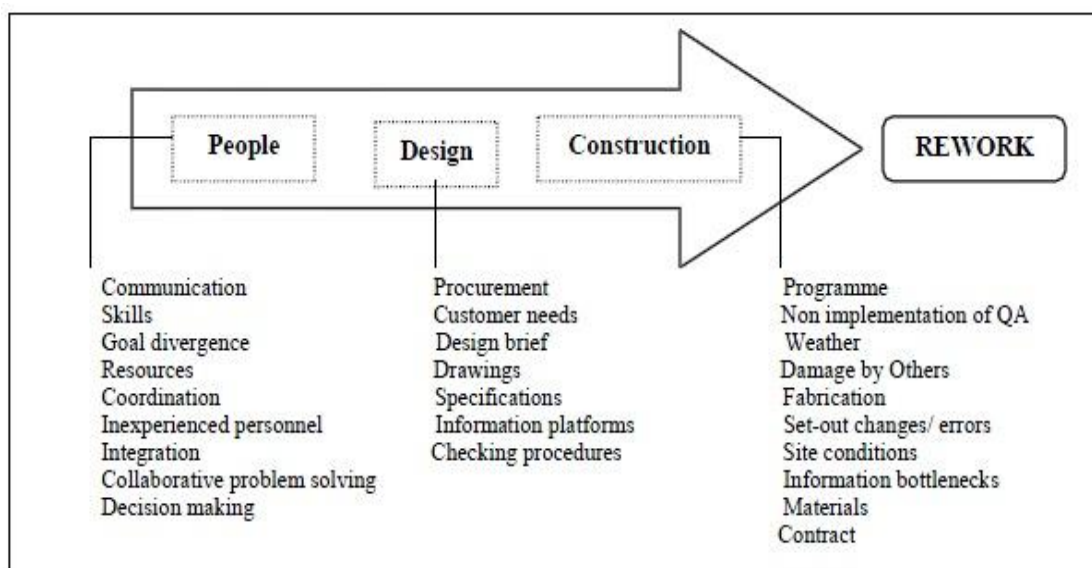 People
Design
Construction
REWORK
Communication
Skills
Goal divergence
Resources
Coordination
Inexperienced personnel
Integration
Collaborative problem solving
Decision making
Procurement
Customer needs
Design brief
Drawings
Specifications
Information platforms
Checking procedures
Programme
Non implementation of QA
Weather
Damage by Others
Fabrication
Set-out changes/ errors
Site conditions
Information bottlenecks
Materials
Contract